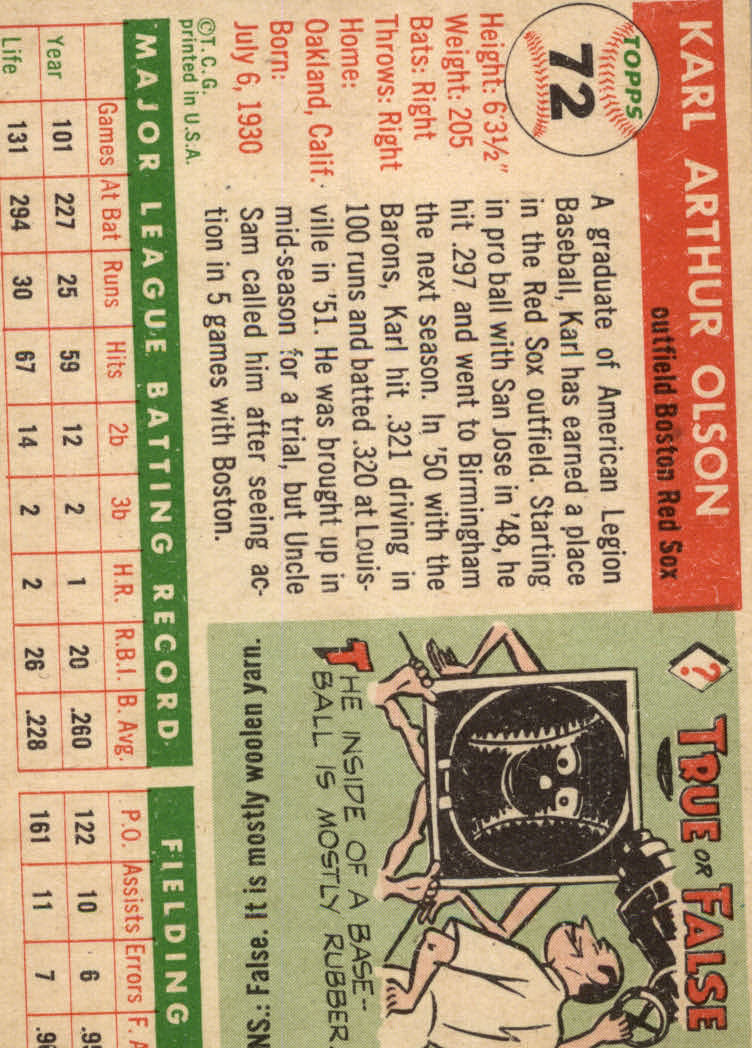 KARL ARTHUR OLSON
outfield Boston Red Sox
TOPPS
72
Height: 6'3½"
Weight: 205
Bats: Right
Throws: Right
Home:
Oakland, Calif.
Born:
July 6, 1930
©T. C. G.
printed in U.S.A.
A graduate of American Legion
Baseball, Karl has earned a place
in the Red Sox outfield. Starting
in pro ball with San Jose in '48, he
hit .297 and went to Birmingham
the next season. In '50 with the
Barons, Karl hit .321 driving in
100 runs and batted .320 at Louis-
ville in '51. He was brought up in
mid-season for a trial, but Uncle
Sam called him after seeing ac-
tion in 5 games with Boston.
? TRUE OR FALSE
THE INSIDE OF A BASE-
BALL IS MOSTLY RUBBER.
NS.: False. It is mostly woolen yarn.
MAJOR LEAGUE BATTING RECORD
Games At Bat Runs Hits 2b 3b H.R. R.B.I. B. Avg.
Year 101 227 25 59 12 2 1 20 .260
Life 131 294 30 67 14 2 2 26 .228
FIELDING
P.O. Assists Errors F. A
122 10 6 .9
161 11 7 .9